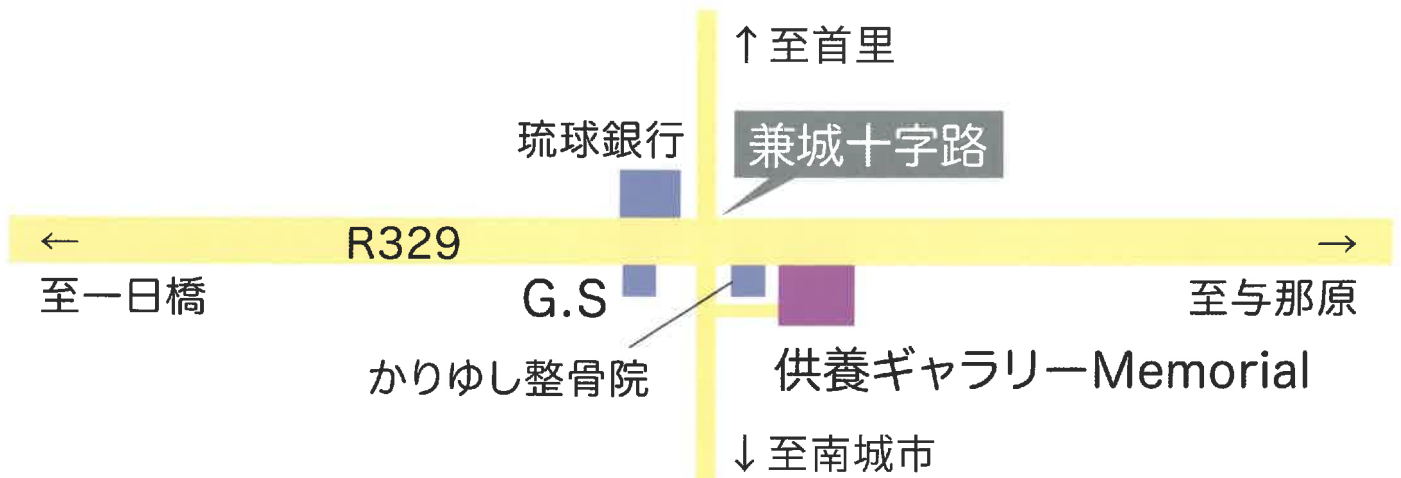 ↑至首里
琉球銀行
兼城十字路
←
R329
→
至一日橋
G.S
至与那原
かりゆし整骨院
供養ギャラリーMemorial
↓至南城市